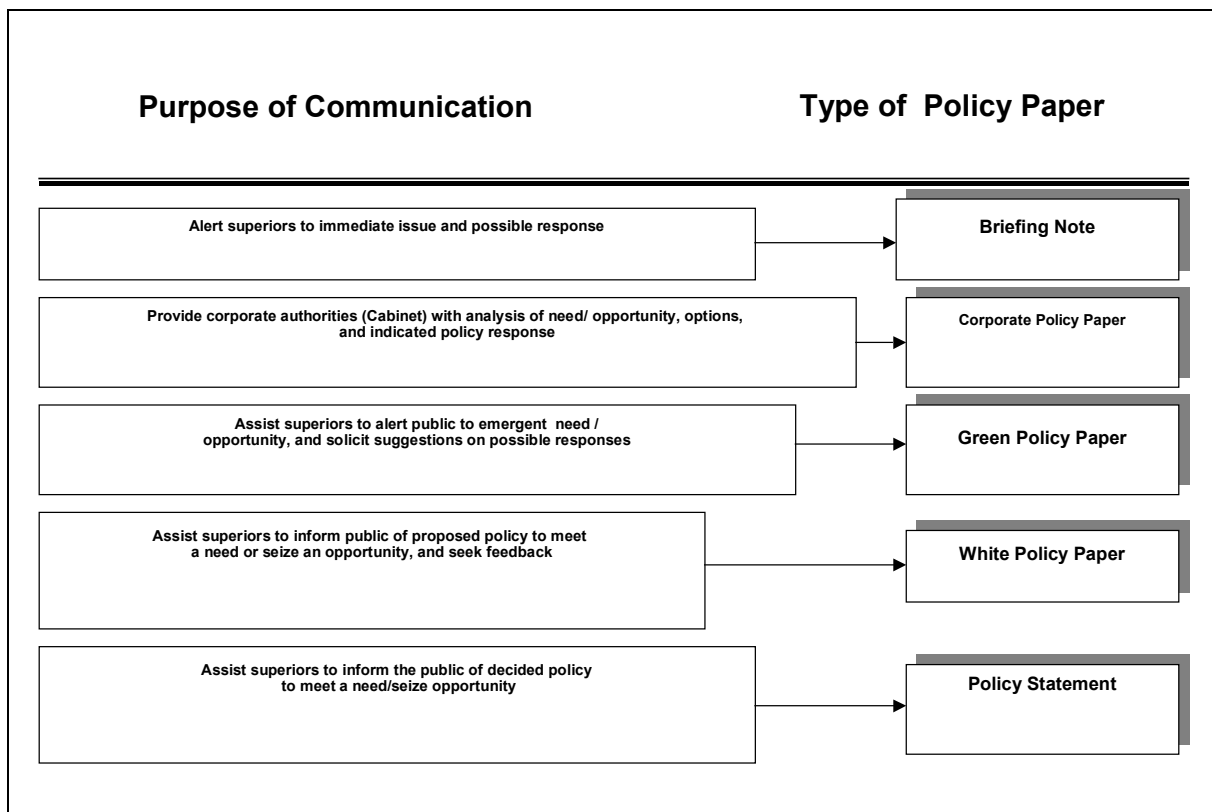 Purpose of Communication
Type of Policy Paper
Alert superiors to immediate issue and possible response
Briefing Note
Provide corporate authorities (Cabinet) with analysis of need/ opportunity, options,
and indicated policy response
Corporate Policy Paper
Assist superiors to alert public to emergent need /
opportunity, and solicit suggestions on possible responses
Green Policy Paper
Assist superiors to inform public of proposed policy to meet
a need or seize an opportunity, and seek feedback
White Policy Paper
Assist superiors to inform the public of decided policy
to meet a need/seize opportunity
Policy Statement